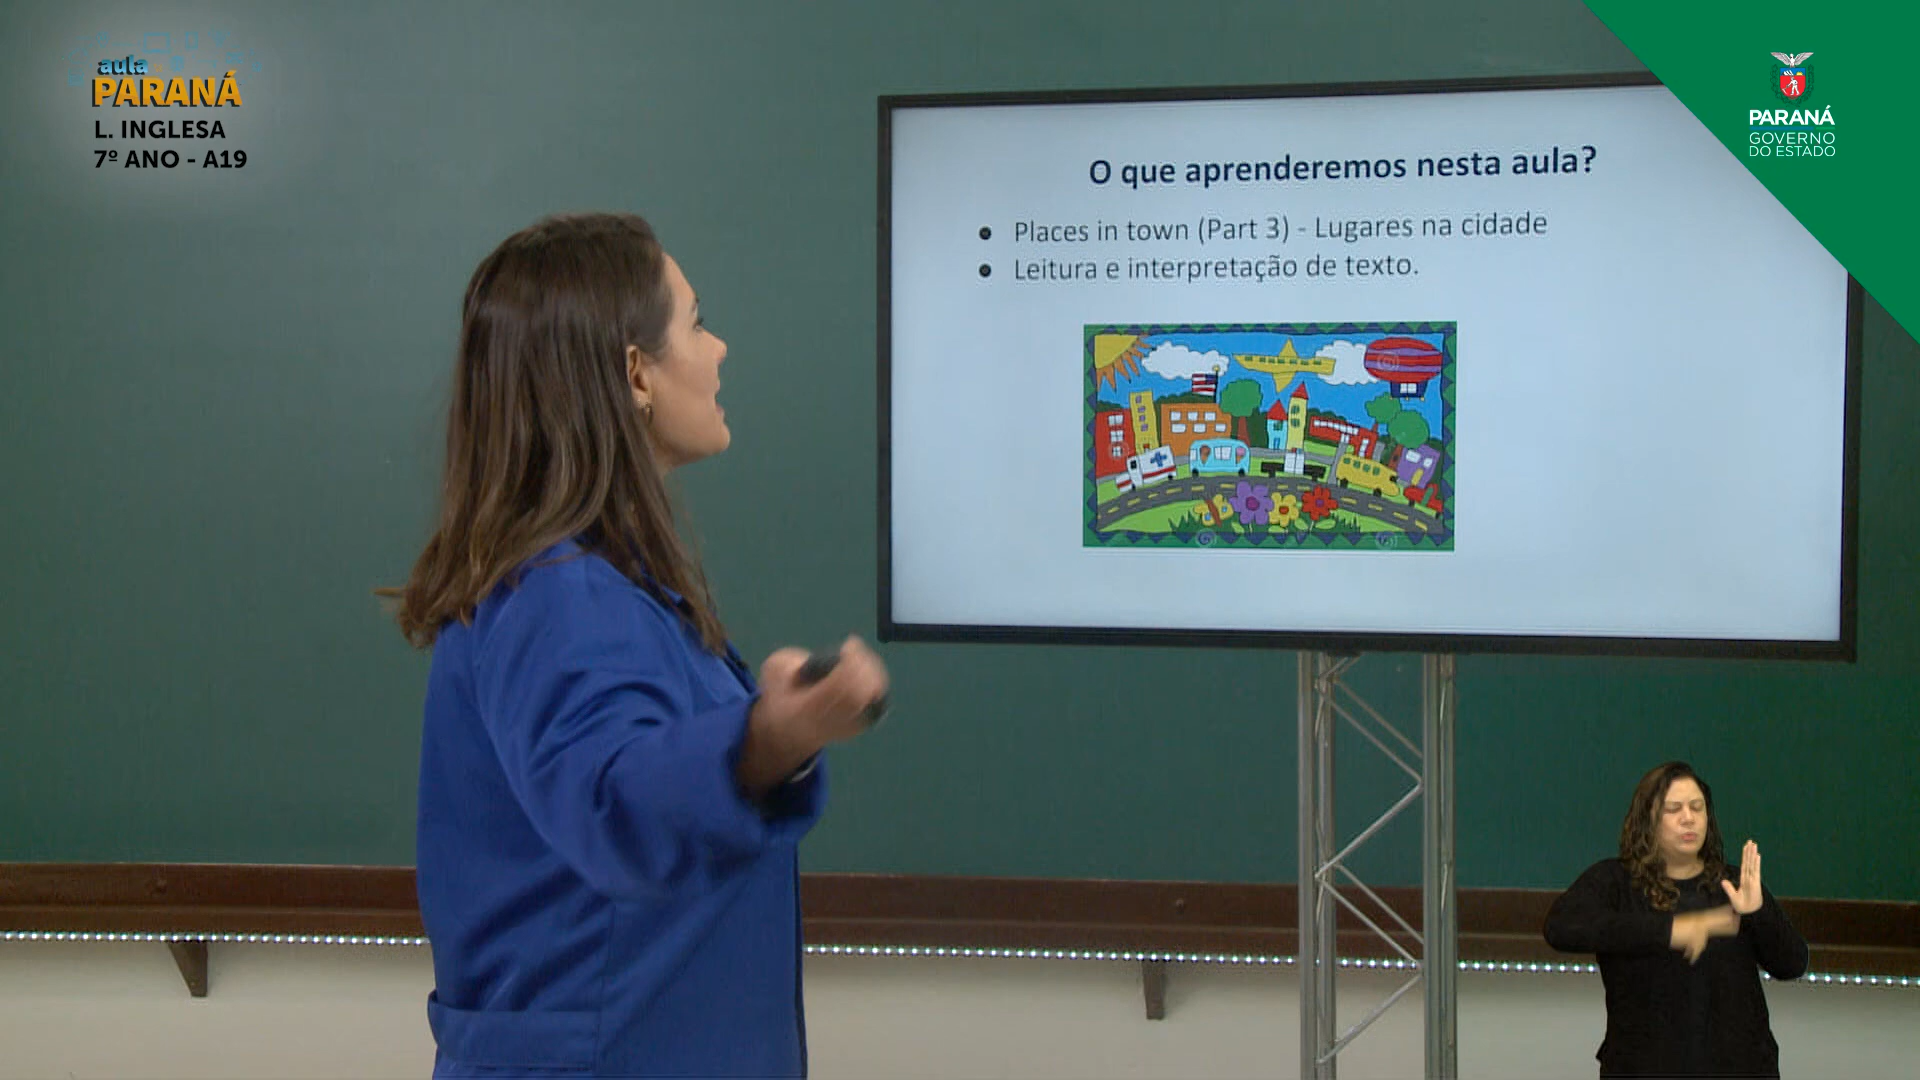 aula
PARANÁ
L. INGLESA
7º ANO - A19
PARANÁ
GOVERNO
DO ESTADO
O que aprenderemos nesta aula?
● Places in town (Part 3) - Lugares na cidade
● Leitura e interpretação de texto.